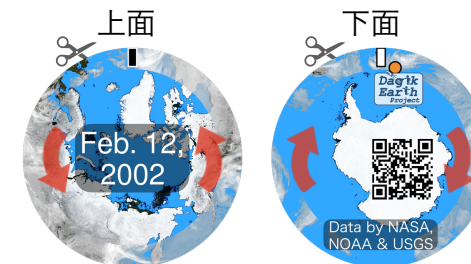 上面
下面
Feb. 12,
2002
Dagik
Earth
Project
Data by NASA,
NOAA & USGS